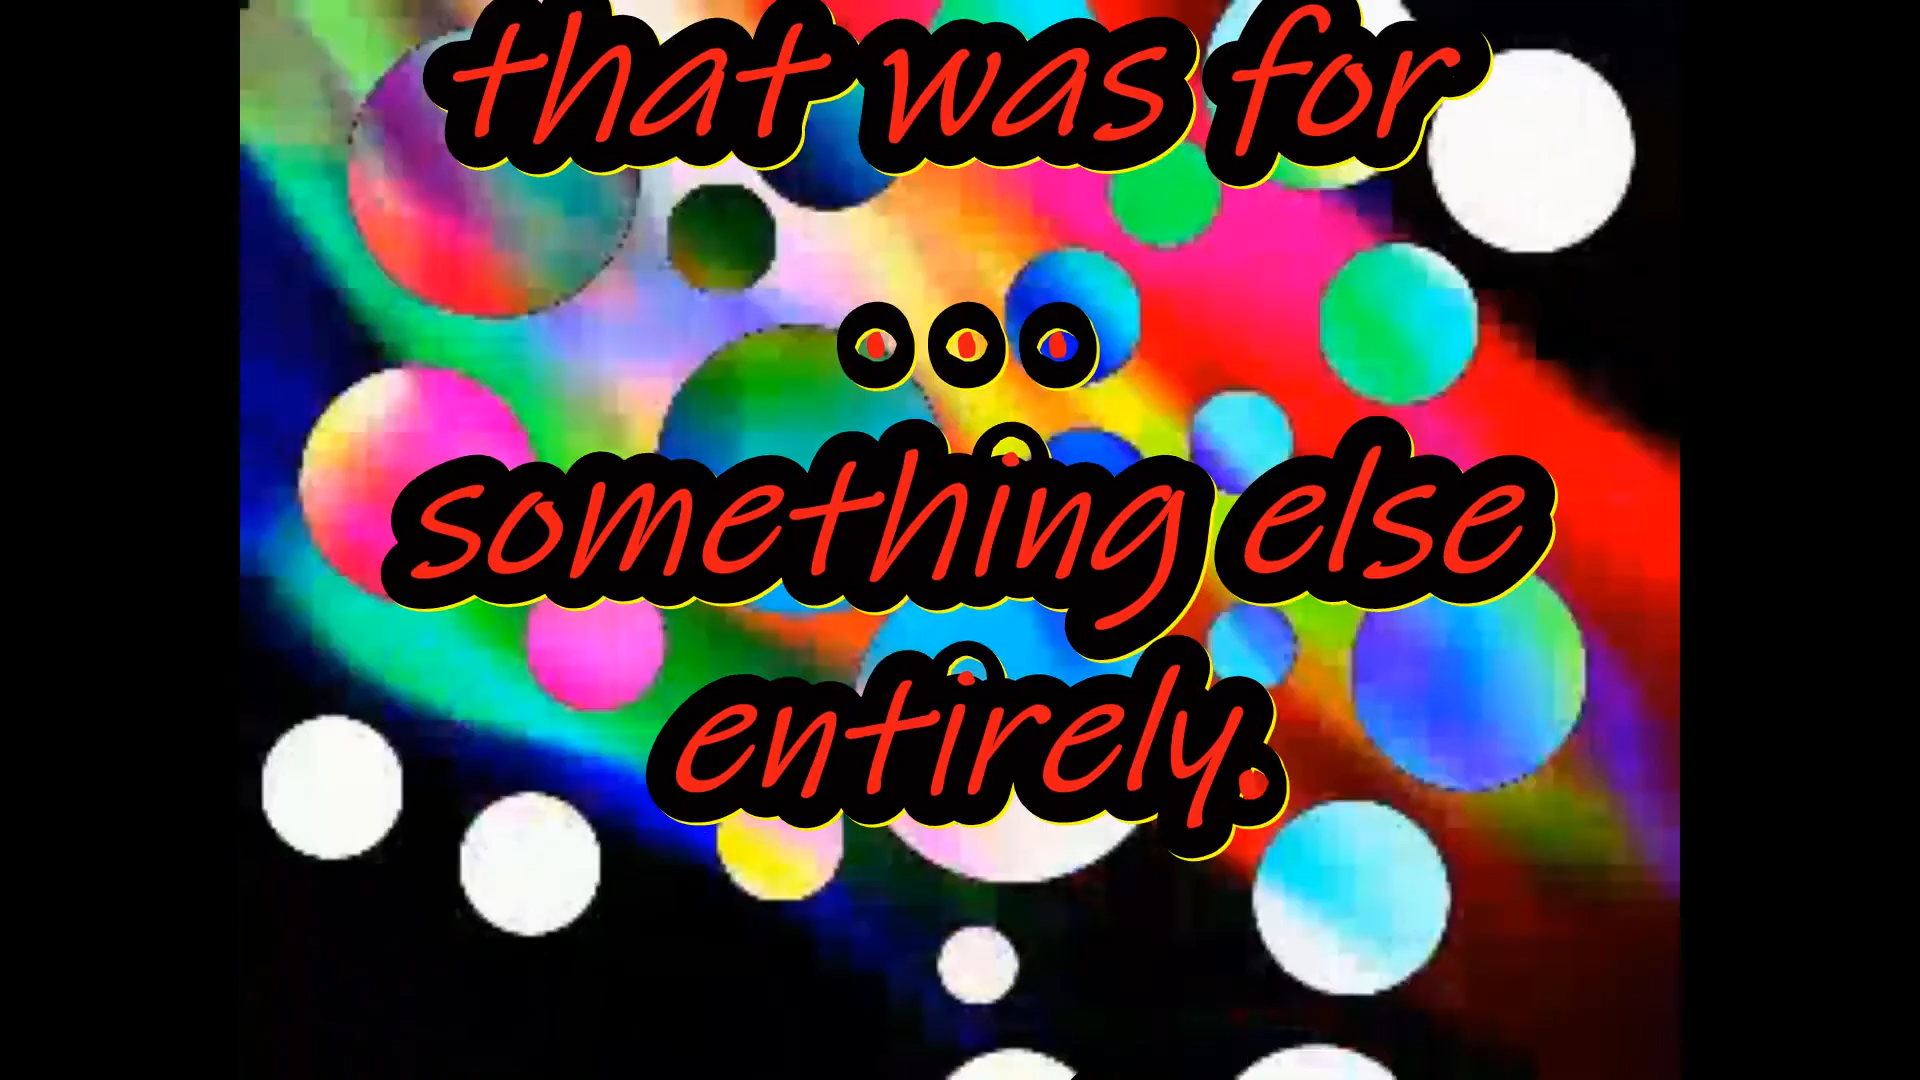 that was for
...
something else
entirely.